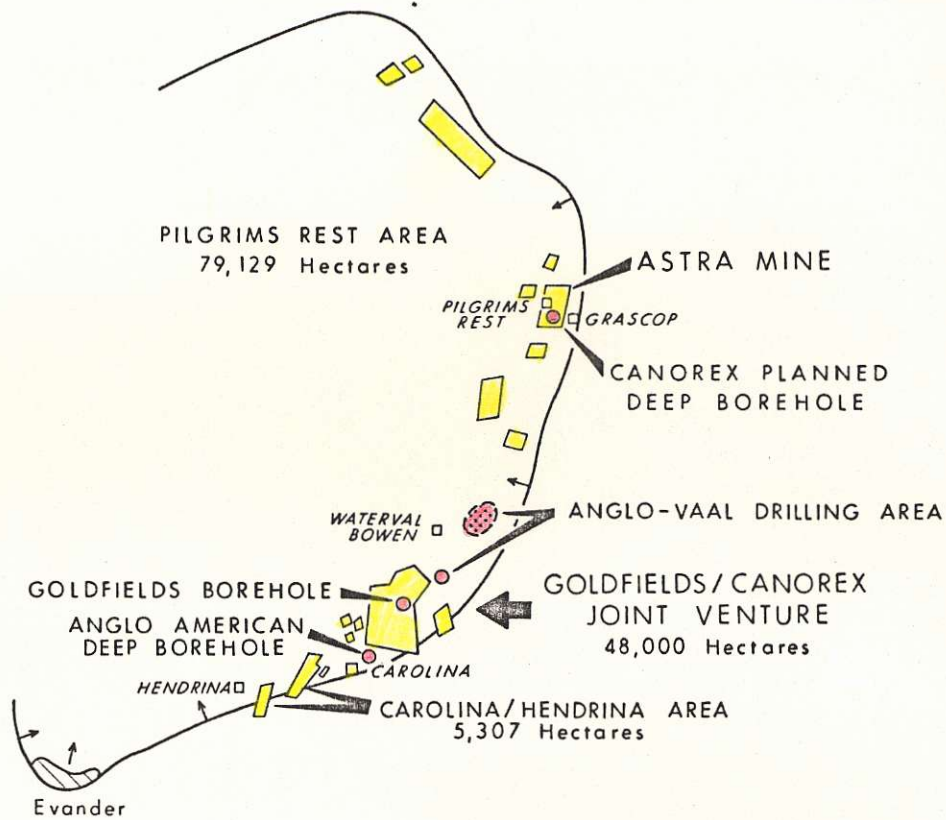 PILGRIMS REST AREA
79,129 Hectares
ASTRA MINE
PILGRIMS
REST
GRASCOP
CANOREX PLANNED
DEEP BOREHOLE
WATERVAL
BOWEN
ANGLO-VAAL DRILLING AREA
GOLDFIELDS BOREHOLE
GOLDFIELDS/CANOREX
JOINT VENTURE
48,000 Hectares
ANGLO AMERICAN
DEEP BOREHOLE
CAROLINA
HENDRINA
CAROLINA/HENDRINA AREA
5,307 Hectares
Evander